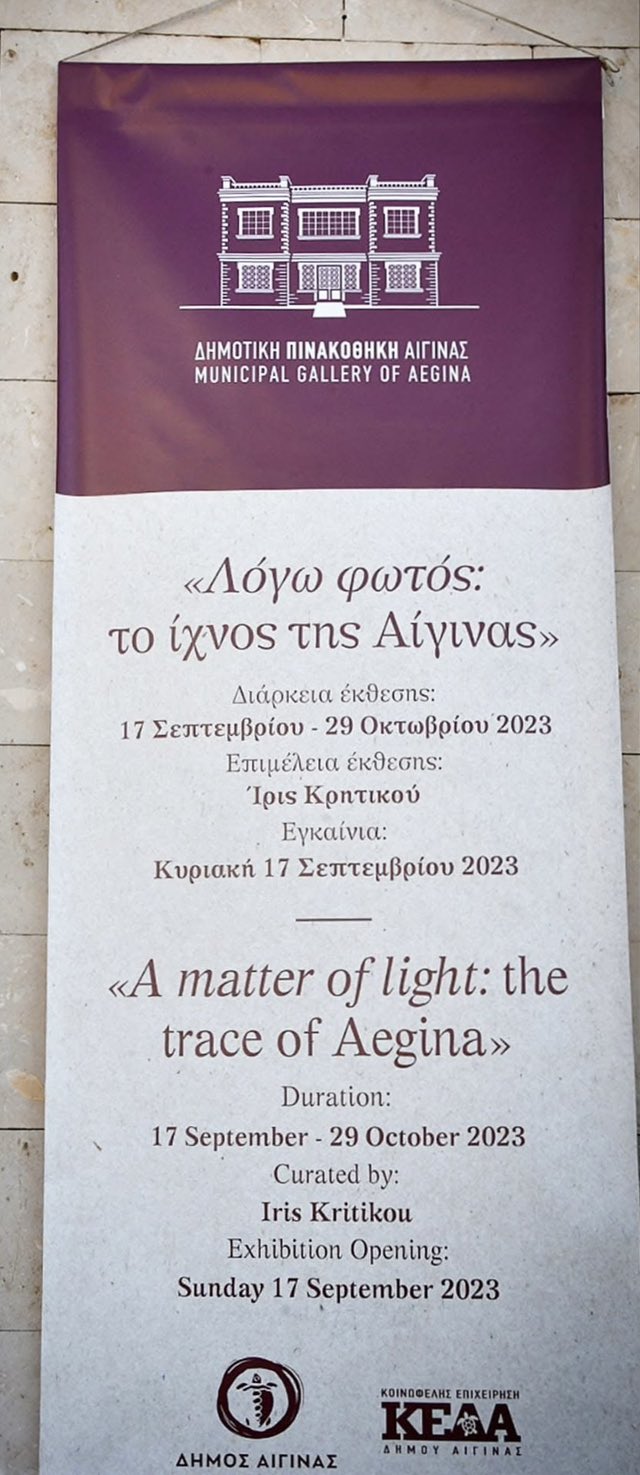 ΔΗΜΟΤΙΚΗ ΠΙΝΑΚΟΘΗΚΗ ΑΙΓΙΝΑΣ
MUNICIPAL GALLERY OF AEGINA
«Λόγω φωτός:
το ίχνος της Αίγινας»
Διάρκεια έκθεσης:
17 Σεπτεμβρίου - 29 Οκτωβρίου 2023
Επιμέλεια έκθεσης:
Ίρις Κρητικού
Εγκαίνια:
Κυριακή 17 Σεπτεμβρίου 2023
«A matter of light: the
trace of Aegina»
Duration:
17 September - 29 October 2023
Curated by:
Iris Kritikou
Exhibition Opening:
Sunday 17 September 2023
ΔΗΜΟΣ ΑΙΓΙΝΑΣ
ΚΟΙΝΩΦΕΛΗΣ ΕΠΙΧΕΙΡΗΣΗ
ΚΕΔΑ
ΔΗΜΟΥ ΑΙΓΙΝΑΣ